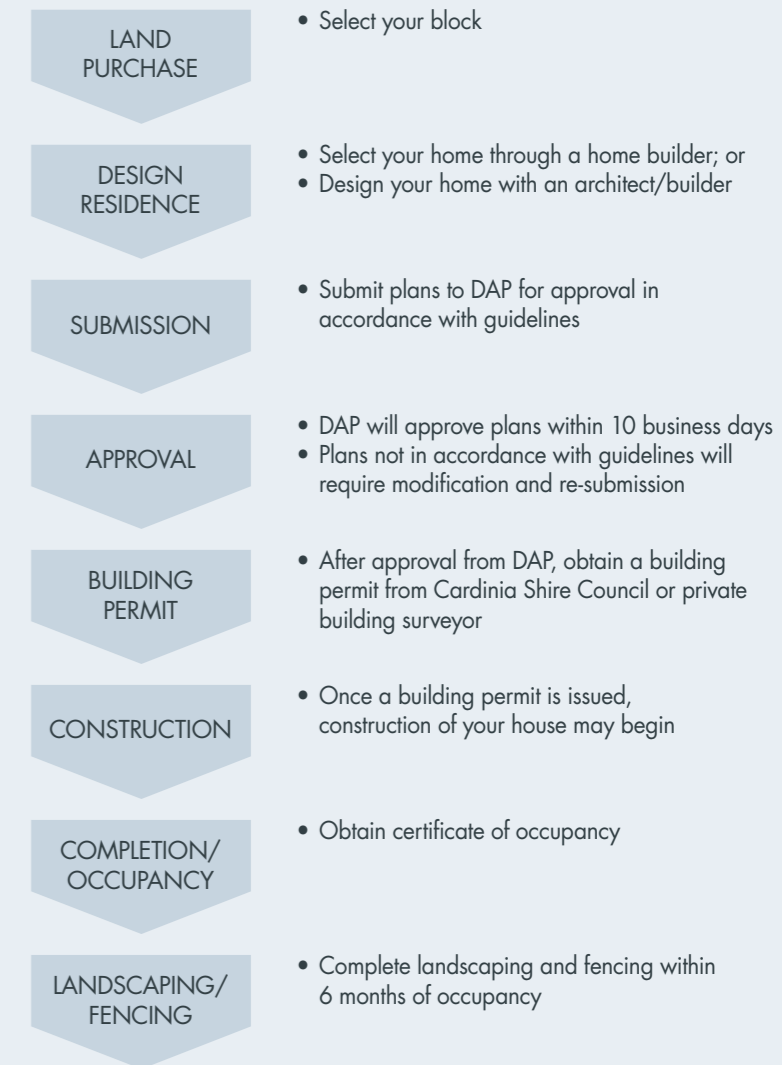 LAND
PURCHASE
• Select your block
DESIGN
RESIDENCE
• Select your home through a home builder; or
• Design your home with an architect/builder
SUBMISSION
• Submit plans to DAP for approval in
accordance with guidelines
APPROVAL
• DAP will approve plans within 10 business days
• Plans not in accordance with guidelines will
require modification and re-submission
BUILDING
PERMIT
• After approval from DAP, obtain a building
permit from Cardinia Shire Council or private
building surveyor
CONSTRUCTION
• Once a building permit is issued,
construction of your house may begin
COMPLETION/
OCCUPANCY
• Obtain certificate of occupancy
LANDSCAPING/
FENCING
• Complete landscaping and fencing within
6 months of occupancy